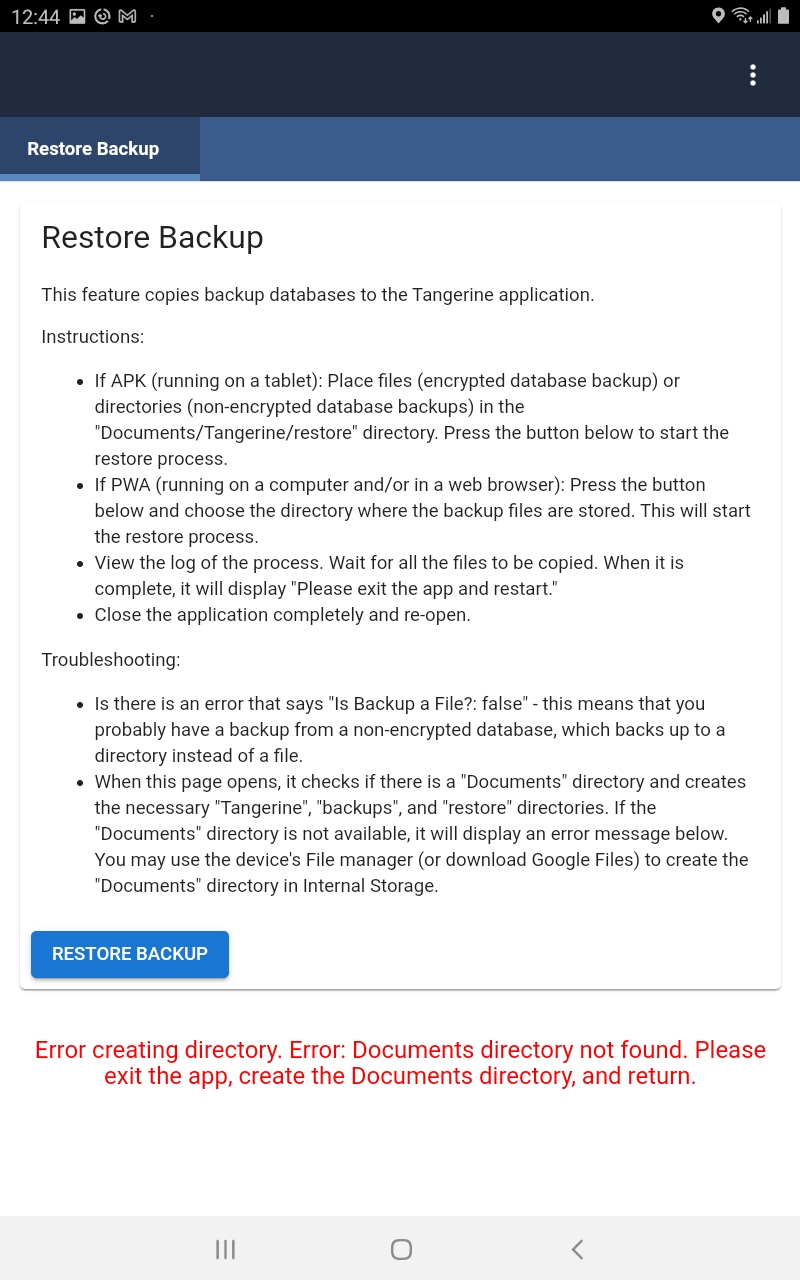 12:44
Restore Backup
Restore Backup
This feature copies backup databases to the Tangerine application.
Instructions:
• If APK (running on a tablet): Place files (encrypted database backup) or
directories (non-encrypted database backups) in the
"Documents/Tangerine/restore" directory. Press the button below to start the
restore process.
• If PWA (running on a computer and/or in a web browser): Press the button
below and choose the directory where the backup files are stored. This will start
the restore process.
• View the log of the process. Wait for all the files to be copied. When it is
complete, it will display "Please exit the app and restart."
• Close the application completely and re-open.
Troubleshooting:
• Is there is an error that says "Is Backup a File?: false" - this means that you
probably have a backup from a non-encrypted database, which backs up to a
directory instead of a file.
• When this page opens, it checks if there is a "Documents" directory and creates
the necessary "Tangerine", "backups", and "restore" directories. If the
"Documents" directory is not available, it will display an error message below.
You may use the device's File manager (or download Google Files) to create the
"Documents" directory in Internal Storage.
RESTORE BACKUP
Error creating directory. Error: Documents directory not found. Please
exit the app, create the Documents directory, and return.